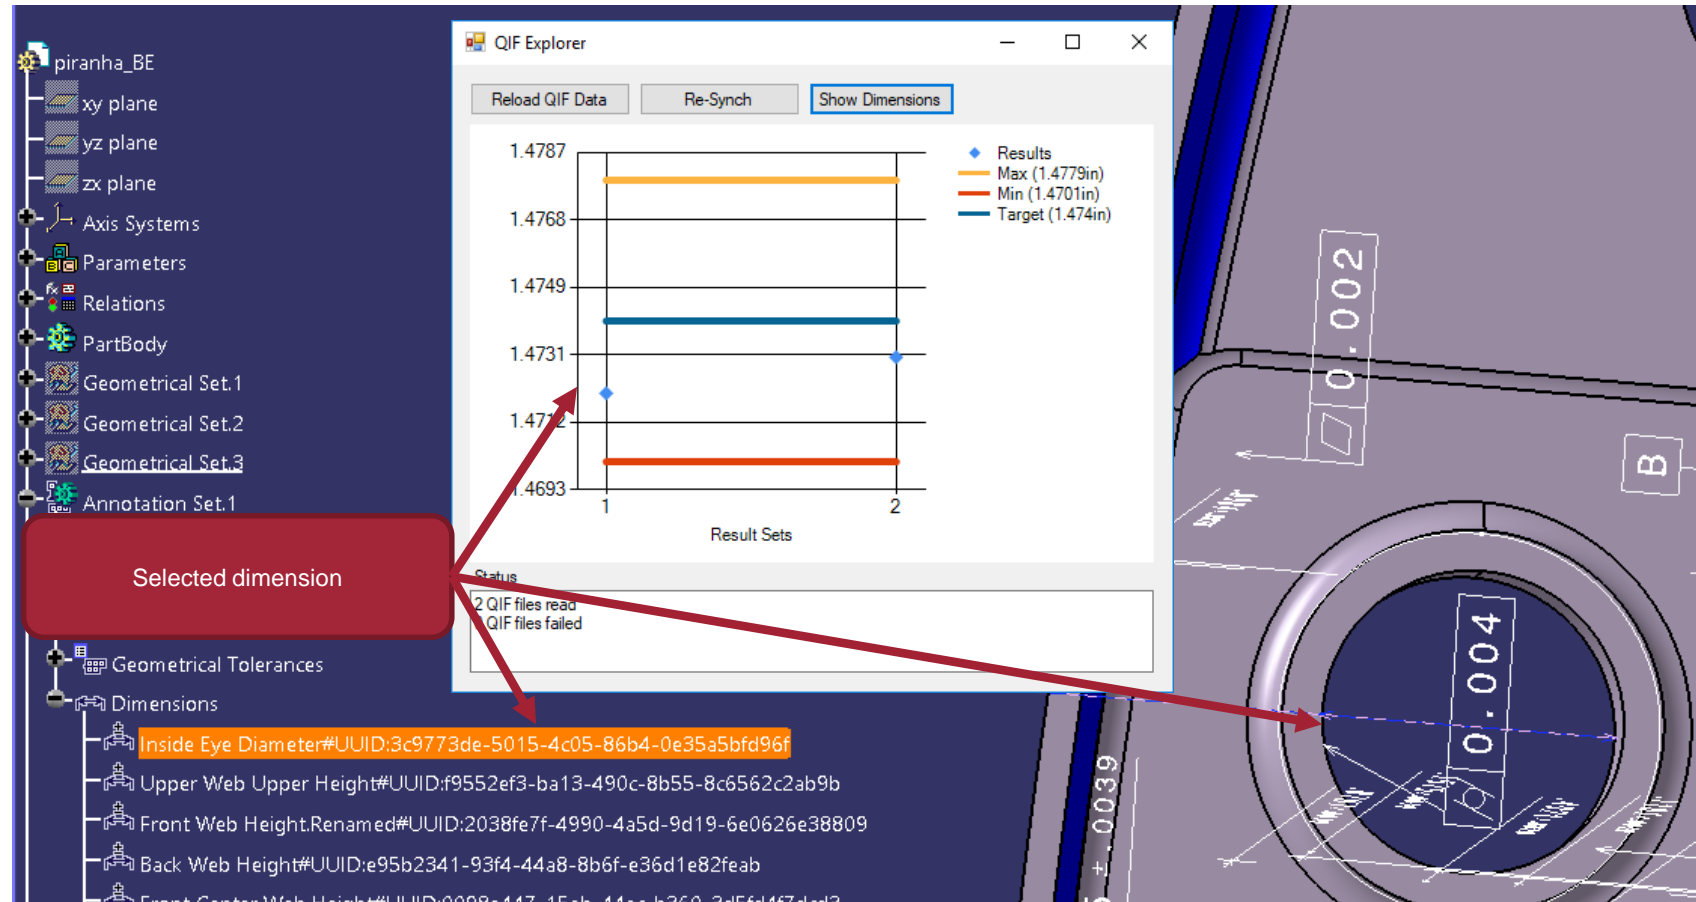 piranha_BE
xy plane
yz plane
zx plane
Axis Systems
Parameters
Relations
PartBody
Geometrical Set.1
Geometrical Set.2
Geometrical Set.3
Annotation Set.1
Selected dimension
Geometrical Tolerances
Dimensions
Inside Eye Diameter#UUID:3c9773de-5015-4c05-86b4-0e35a5bfd96f
Upper Web Upper Height#UUID:f9552ef3-ba13-490c-8b55-8c6562c2ab9b
Front Web Height.Renamed#UUID:2038fe7f-4990-4a5d-9d19-6e0626e38809
Back Web Height#UUID:e95b2341-93f4-44a8-8b6f-e36d1e82feab
QIF Explorer
Reload QIF Data
Re-Synch
Show Dimensions
1.4787
1.4768
1.4749
1.4731
1.4712
1.4693
1
2
Result Sets
Results
Max (1.4779in)
Min (1.4701in)
Target (1.474in)
Status
2 QIF files read
QIF files failed
0.002
B
0.004
±.0039